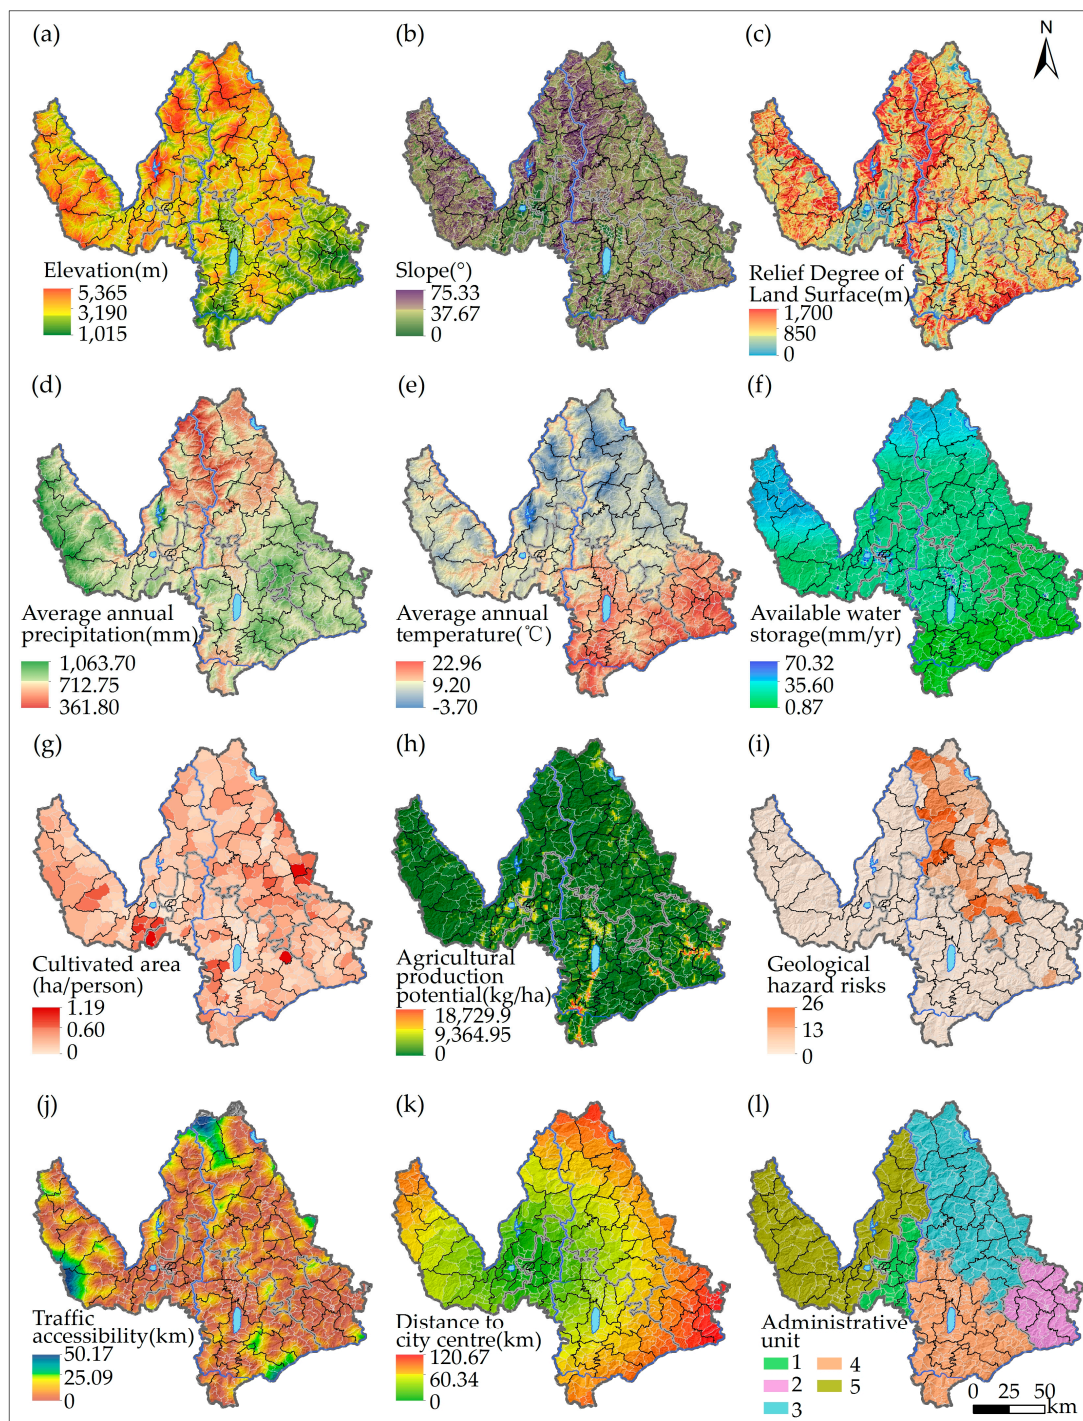 (a)
(b)
(c)
N
Elevation(m)
5,365
3,190
1,015
Slope(°)
75.33
37.67
0
Relief Degree of
Land Surface(m)
1,700
850
0
(d)
(e)
(f)
Average annual
precipitation(mm)
1,063.70
712.75
361.80
Average annual
temperature(℃)
22.96
9.20
-3.70
Available water
storage(mm/yr)
70.32
35.60
0.87
(g)
(h)
(i)
Cultivated area
(ha/person)
1.19
0.60
0
Agricultural
production
potential(kg/ha)
18,729.9
9,364.95
0
Geological
hazard risks
26
13
0
(j)
(k)
(l)
Traffic
accessibility(km)
50.17
25.09
0
Distance to
city centre(km)
120.67
60.34
0
Administrative
unit
1
4
2
5
3
0 25 50
km